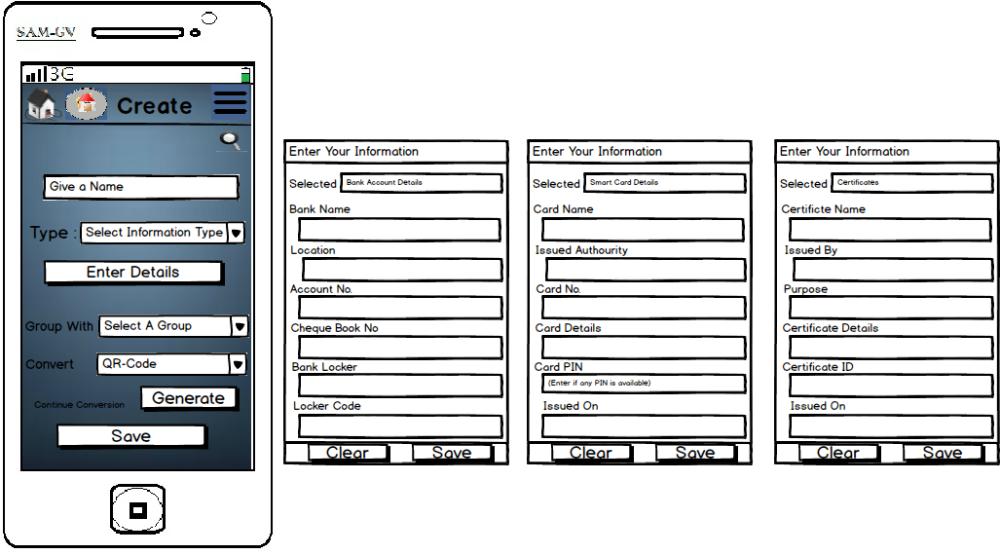 SAM-GV
3G
Create
Give a Name
Type : Select Information Type
Enter Details
Group With Select A Group
Convert QR-Code
Continue Conversion Generate
Save
Enter Your Information
Selected Bank Account Details
Bank Name
Location
Account No.
Cheque Book No
Bank Locker
Locker Code
Clear Save
Enter Your Information
Selected Smart Card Details
Card Name
Issued Authourity
Card No.
Card Details
Card PIN
(Enter if any PIN is available)
Issued On
Clear Save
Enter Your Information
Selected Certificates
Certificte Name
Issued By
Purpose
Certificate Details
Certificate ID
Issued On
Clear Save